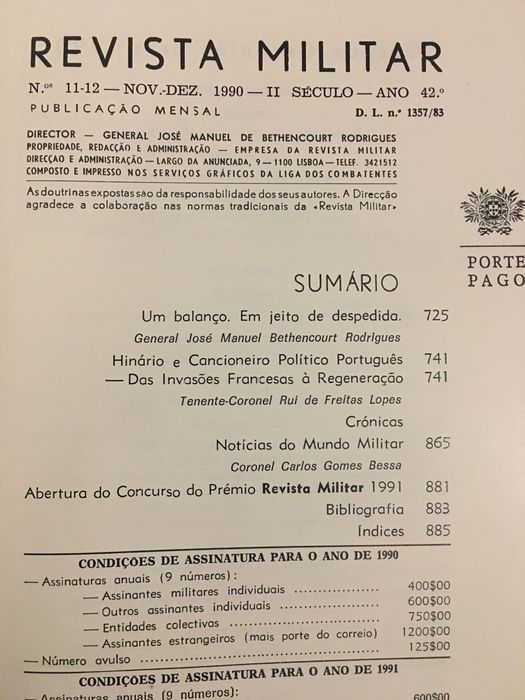 REVISTA MILITAR
N.ºs 11-12 — NOV.-DEZ. 1990 — II SÉCULO — ANO 42.º
PUBLICAÇÃO MENSAL D. L. n.º 1357/83
DIRECTOR — GENERAL JOSÉ MANUEL DE BETHENCOURT RODRIGUES
PROPRIEDADE, REDACÇÃO E ADMINISTRAÇÃO — EMPRESA DA REVISTA MILITAR
DIRECÇÃO E ADMINISTRAÇÃO — LARGO DA ANUNCIADA, 9 — 1100 LISBOA — TELEF. 3421512
COMPOSTO E IMPRESSO NOS SERVIÇOS GRÁFICOS DA LIGA DOS COMBATENTES
As doutrinas expostas são da responsabilidade dos seus autores. A Direcção
agradece a colaboração nas normas tradicionais da «Revista Militar»
PORTE
PAGO
SUMÁRIO
Um balanço. Em jeito de despedida. 725
General José Manuel Bethencourt Rodrigues
Hinário e Cancioneiro Político Português 741
— Das Invasões Francesas à Regeneração 741
Tenente-Coronel Rui de Freitas Lopes
Crónicas
Notícias do Mundo Militar 865
Coronel Carlos Gomes Bessa
Abertura do Concurso do Prémio Revista Militar 1991 881
Bibliografia 883
Índices 885
CONDIÇÕES DE ASSINATURA PARA O ANO DE 1990
— Assinaturas anuais (9 números):
— Assinantes militares individuais .................. 400$00
— Outros assinantes individuais .................. 600$00
— Entidades colectivas .................. 750$00
— Assinantes estrangeiros (mais porte do correio) 1200$00
— Número avulso .................. 125$00
CONDIÇÕES DE ASSINATURA PARA O ANO DE 1991
— Assinaturas anuais (9 números):
600$00